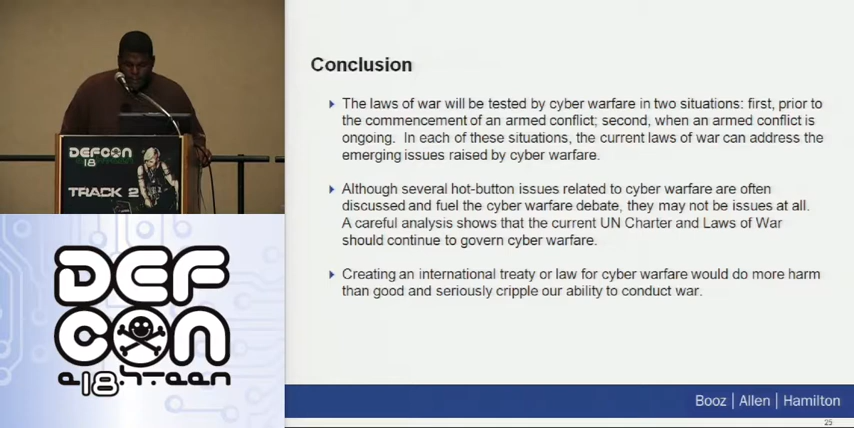 DEFCON
18
TRACK 2
DEF
CON
Conclusion
The laws of war will be tested by cyber warfare in two situations: first, prior to
the commencement of an armed conflict; second, when an armed conflict is
ongoing. In each of these situations, the current laws of war can address the
emerging issues raised by cyber warfare.
Although several hot-button issues related to cyber warfare are often
discussed and fuel the cyber warfare debate, they may not be issues at all.
A careful analysis shows that the current UN Charter and Laws of War
should continue to govern cyber warfare.
Creating an international treaty or law for cyber warfare would do more harm
than good and seriously cripple our ability to conduct war.
Booz | Allen | Hamilton
25